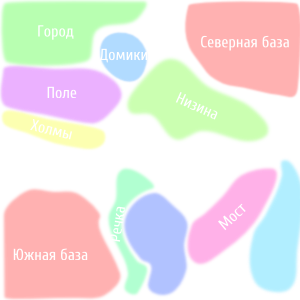 Город
Северная база
Домики
Поле
Низина
Холмы
Речка
Мост
Южная база